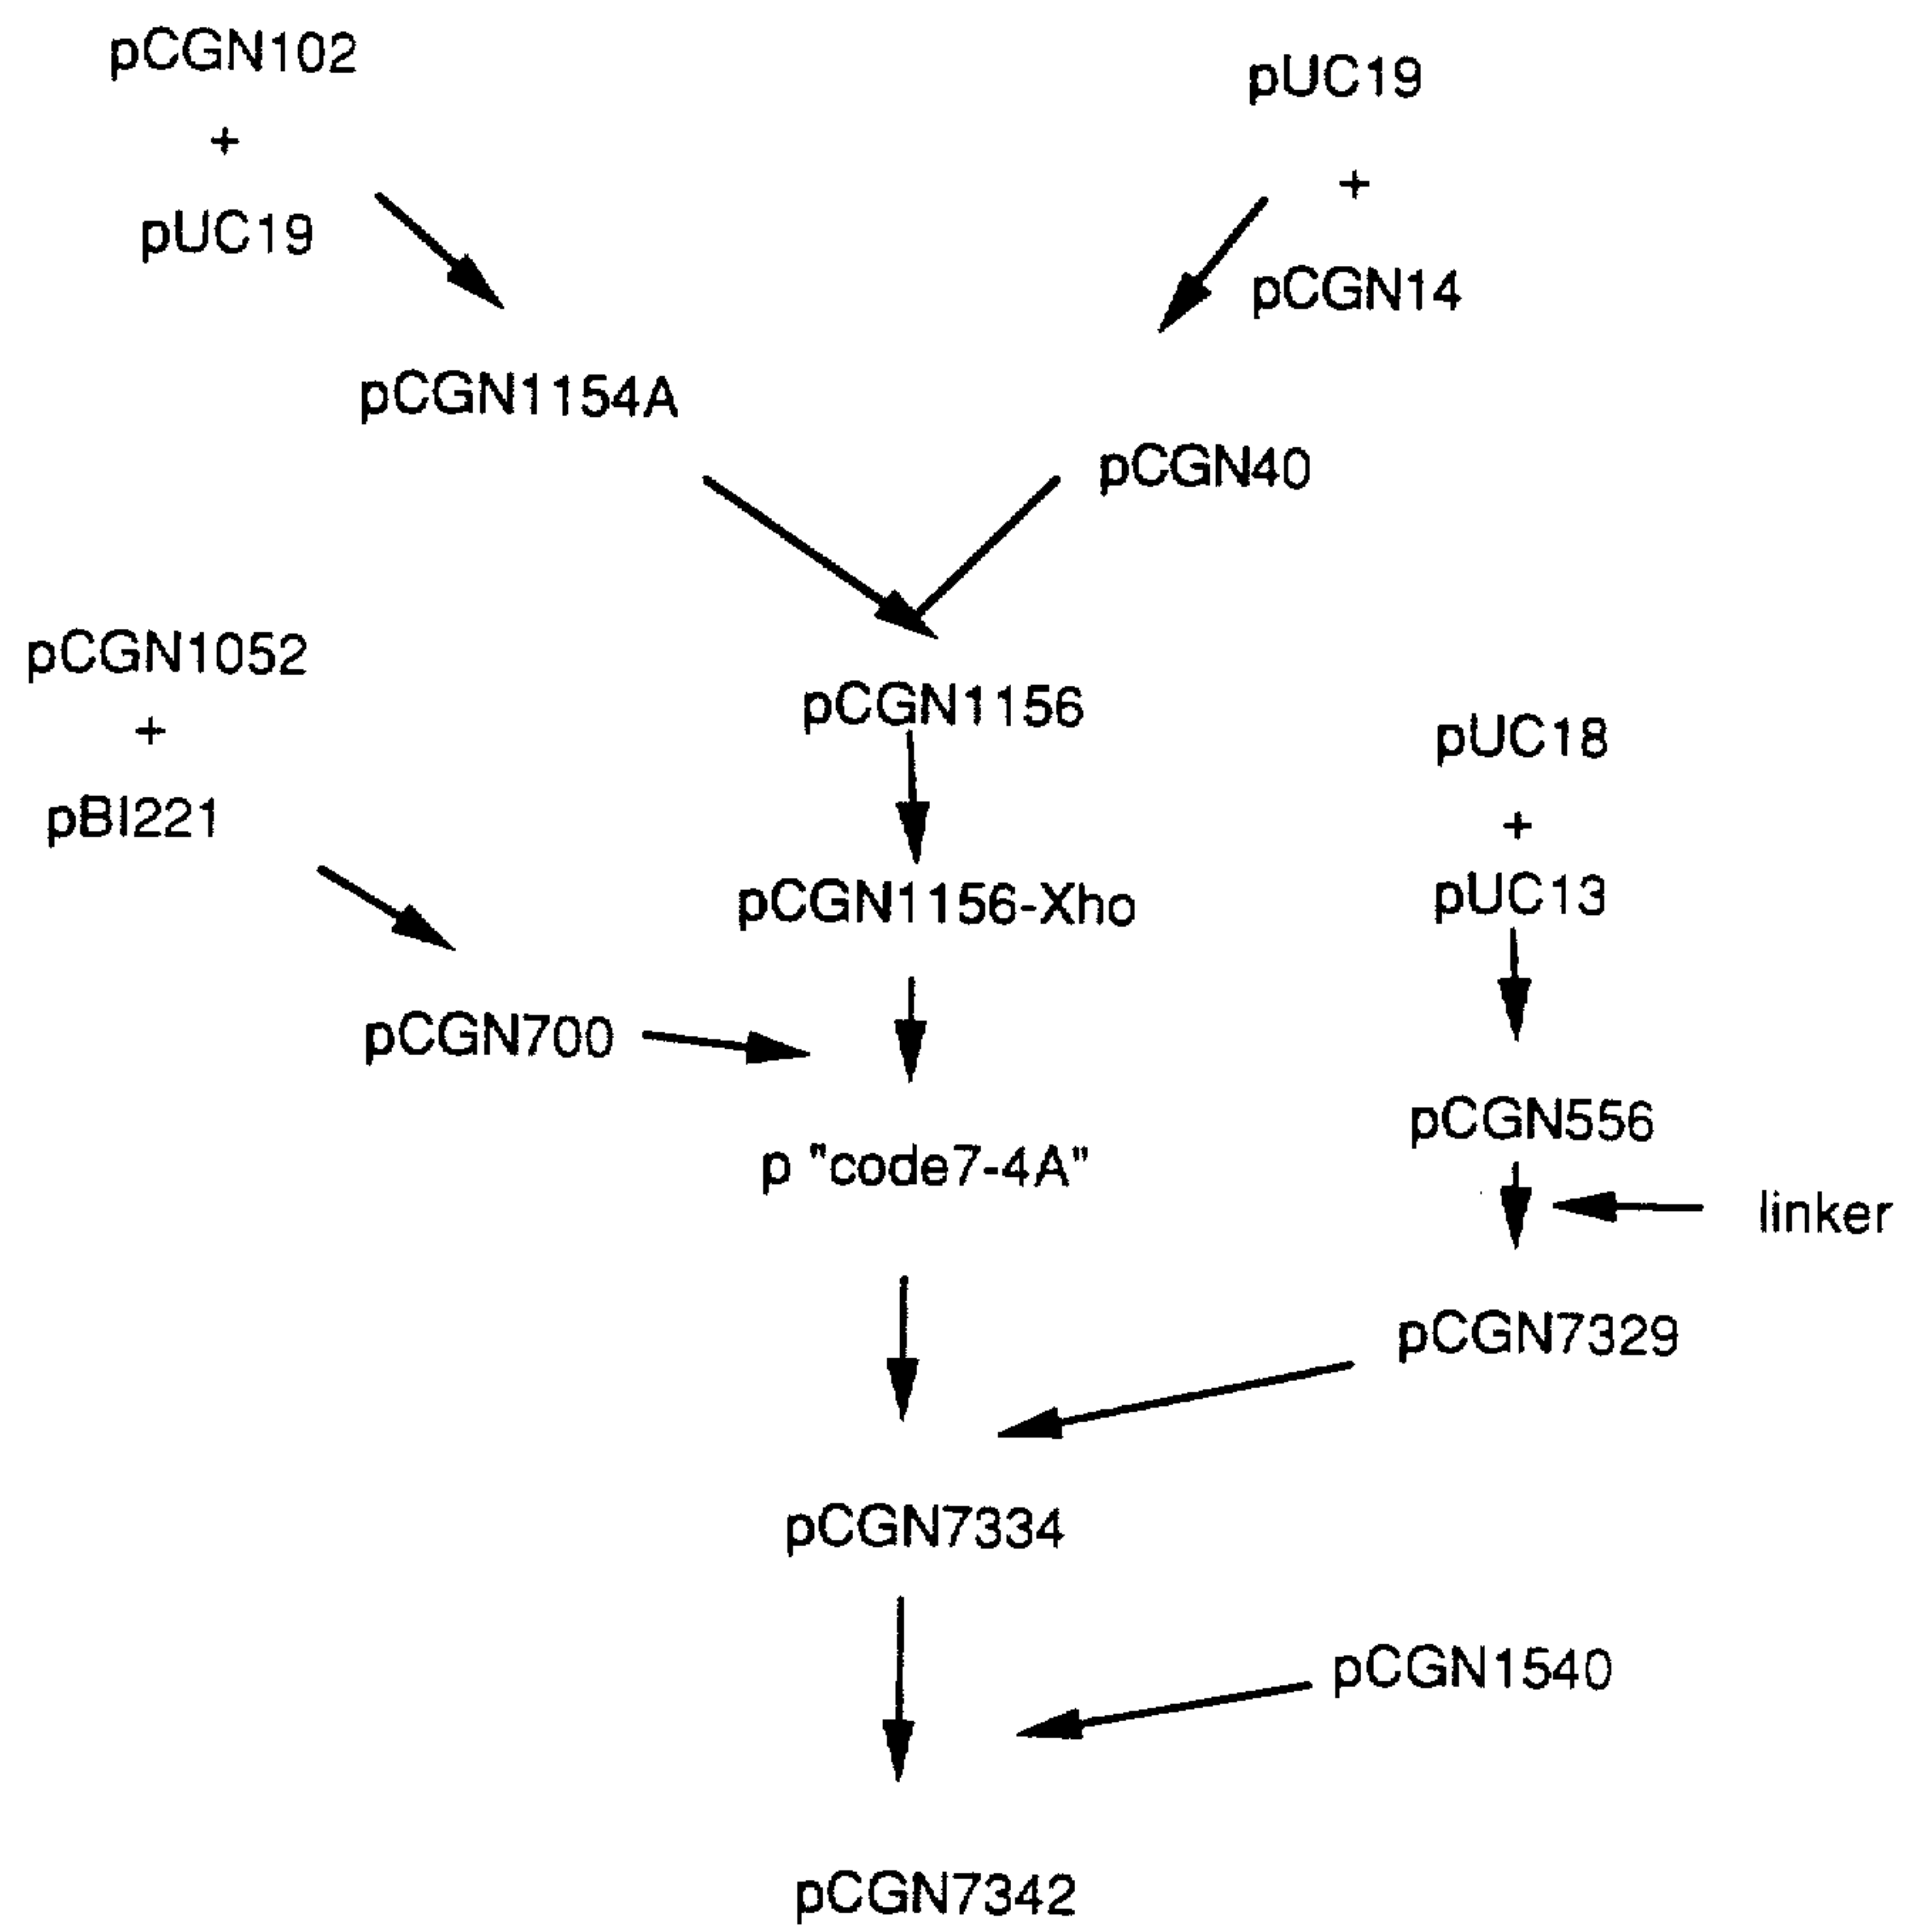 pCGN102
+
pUC19
pUC19
+
pCGN14
pCGN1154A
pCGN40
pCGN1052
+
pBI221
pCGN1156
pUC18
+
pUC13
pCGN1156-Xho
pCGN700
pCGN556
p "code7-4A"
linker
pCGN7329
pCGN7334
pCGN1540
pCGN7342